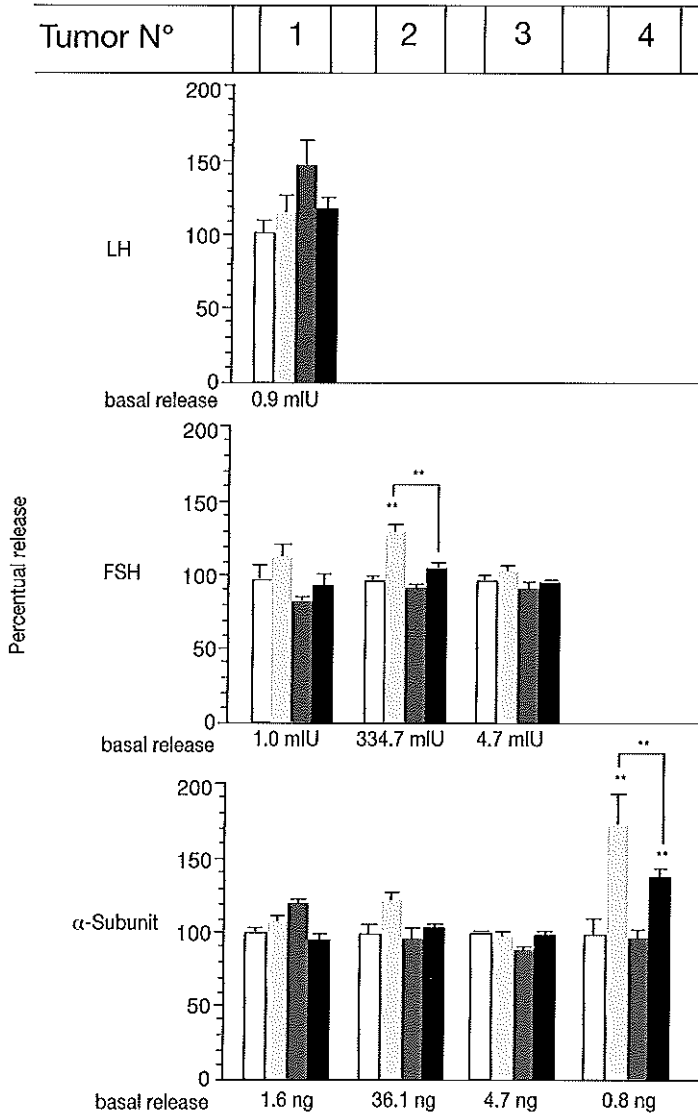 Tumor N° 1 2 3 4
200
150
100
50
0
LH
basal release 0.9 mIU
Percentual release
200
150
100
50
0
FSH
**
**
basal release 1.0 mIU 334.7 mIU 4.7 mIU
200
150
100
50
0
α-Subunit
**
**
**
basal release 1.6 ng 36.1 ng 4.7 ng 0.8 ng